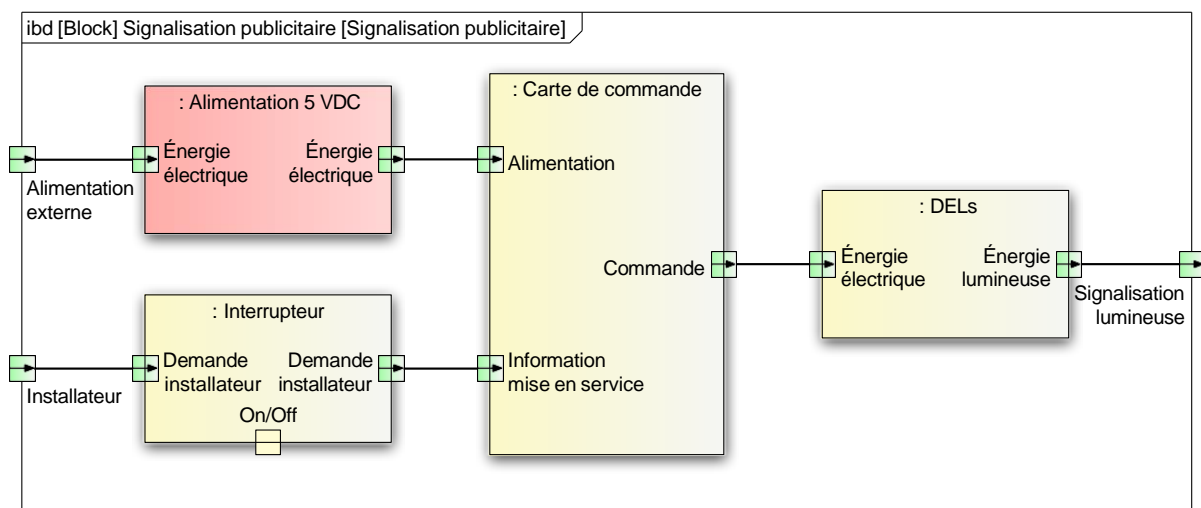 ibd [Block] Signalisation publicitaire [Signalisation publicitaire]
: Alimentation 5 VDC
Énergie
électrique
Énergie
électrique
Alimentation
externe
: Carte de commande
Alimentation
Commande
Information
mise en service
: DELs
Énergie
électrique
Énergie
lumineuse
Signalisation
lumineuse
: Interrupteur
Demande
installateur
Demande
installateur
On/Off
Installateur